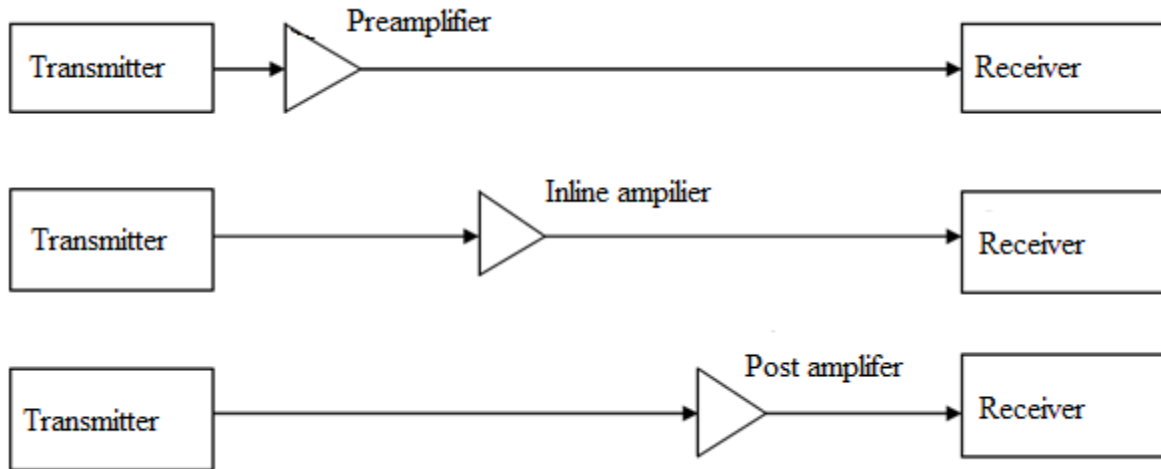 Preamplifier
Transmitter
Receiver
Inline ampilier
Transmitter
Receiver
Post amplifer
Transmitter
Receiver